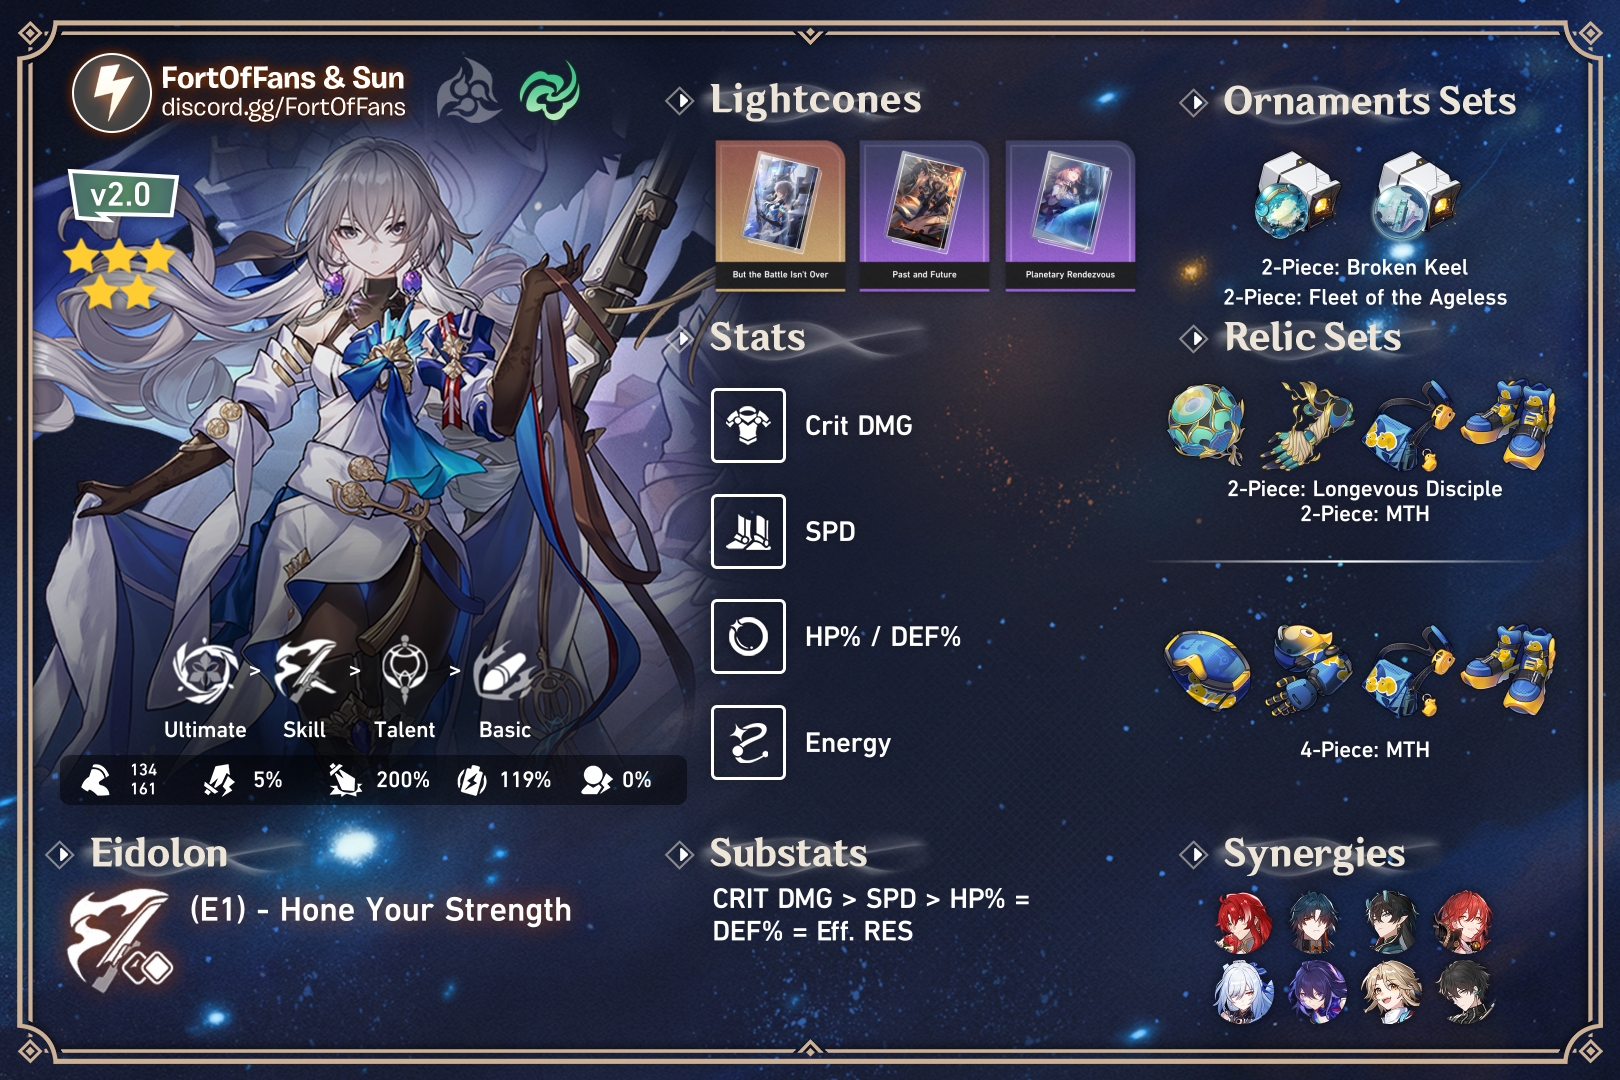 FortOfFans & Sun
discord.gg/FortOfFans
v2.0
Ultimate > Skill > Talent > Basic
134
161
5%
200%
119%
0%
Eidolon
(E1) - Hone Your Strength
Lightcones
But the Battle Isn't Over
Past and Future
Planetary Rendezvous
Stats
Crit DMG
SPD
HP% / DEF%
Energy
Substats
CRIT DMG > SPD > HP% =
DEF% = Eff. RES
Ornaments Sets
2-Piece: Broken Keel
2-Piece: Fleet of the Ageless
Relic Sets
2-Piece: Longevous Disciple
2-Piece: MTH
4-Piece: MTH
Synergies